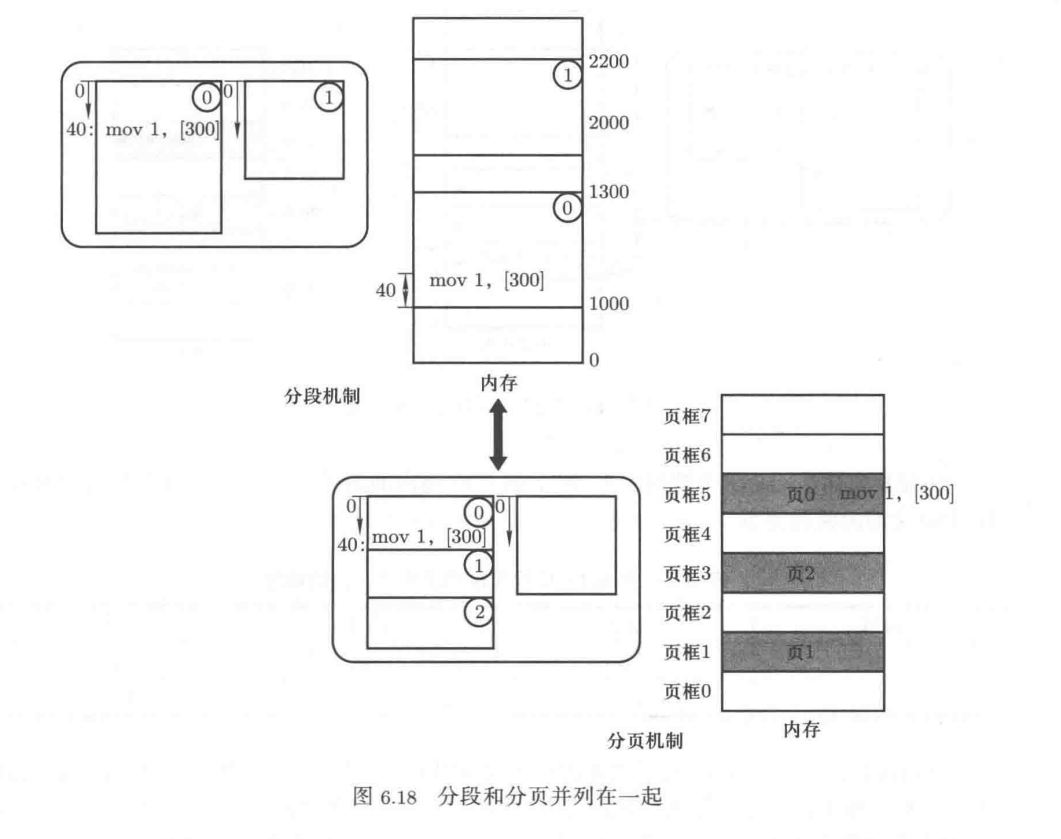 0
0
0
1
40: mov 1, [300]
2200
1
2000
1300
0
mov 1, [300]
40
1000
0
分段机制
内存
0
0
0
40: mov 1, [300]
1
2
页框7
页框6
页框5 页0 mov 1, [300]
页框4
页框3 页2
页框2
页框1 页1
页框0
内存
分页机制
图 6.18 分段和分页并列在一起